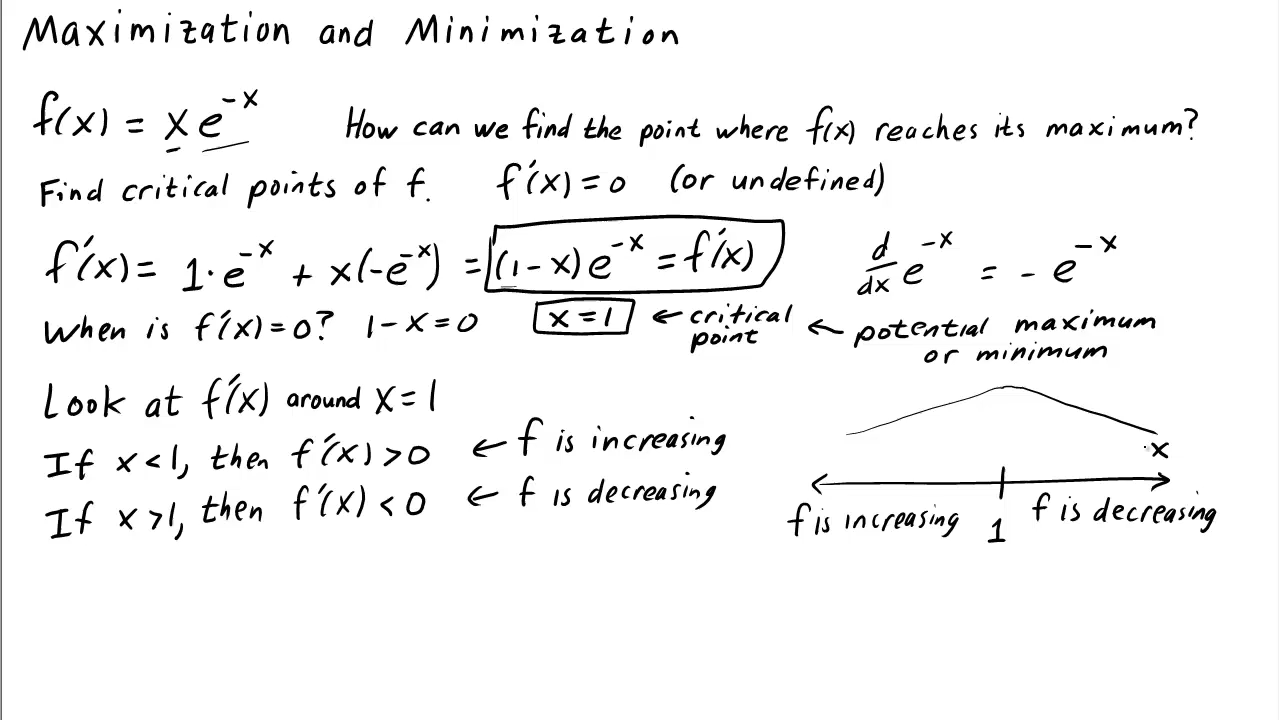 Maximization and Minimization
f(x) = x e^{-x} How can we find the point where f(x) reaches its maximum?
Find critical points of f. f'(x) = 0 (or undefined)
f'(x) = 1·e^{-x} + x(-e^{-x}) = (1-x)e^{-x} = f'(x) d/dx e^{-x} = -e^{-x}
When is f'(x)=0? 1-x=0 x=1 ← critical point ← potential maximum or minimum
Look at f'(x) around x=1
If x<1, then f'(x)>0 ← f is increasing
If x>1, then f'(x)<0 ← f is decreasing
x
f is increasing 1 f is decreasing